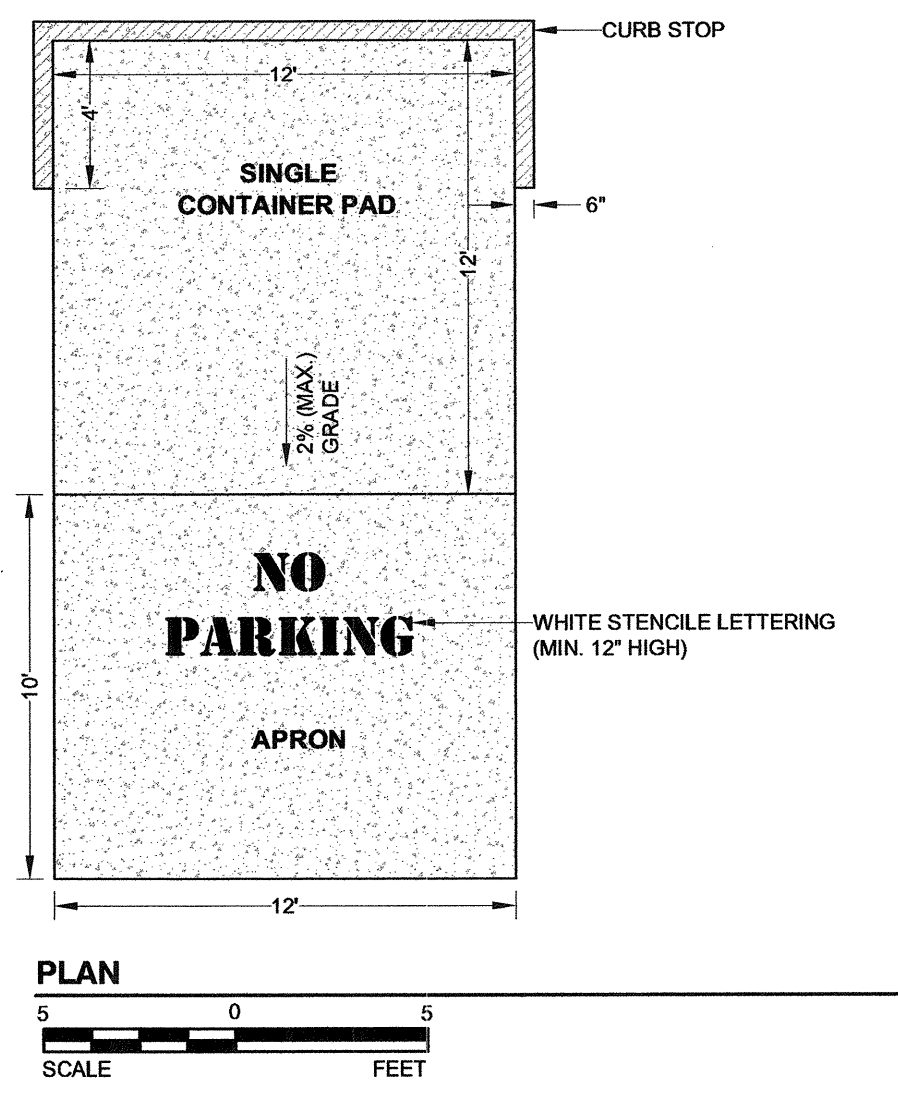 CURB STOP
12'
4'
SINGLE
CONTAINER PAD
6"
12'
2% (MAX.)
GRADE
NO
PARKING
WHITE STENCILE LETTERING
(MIN. 12" HIGH)
10'
APRON
12'
PLAN
5 0 5
SCALE FEET